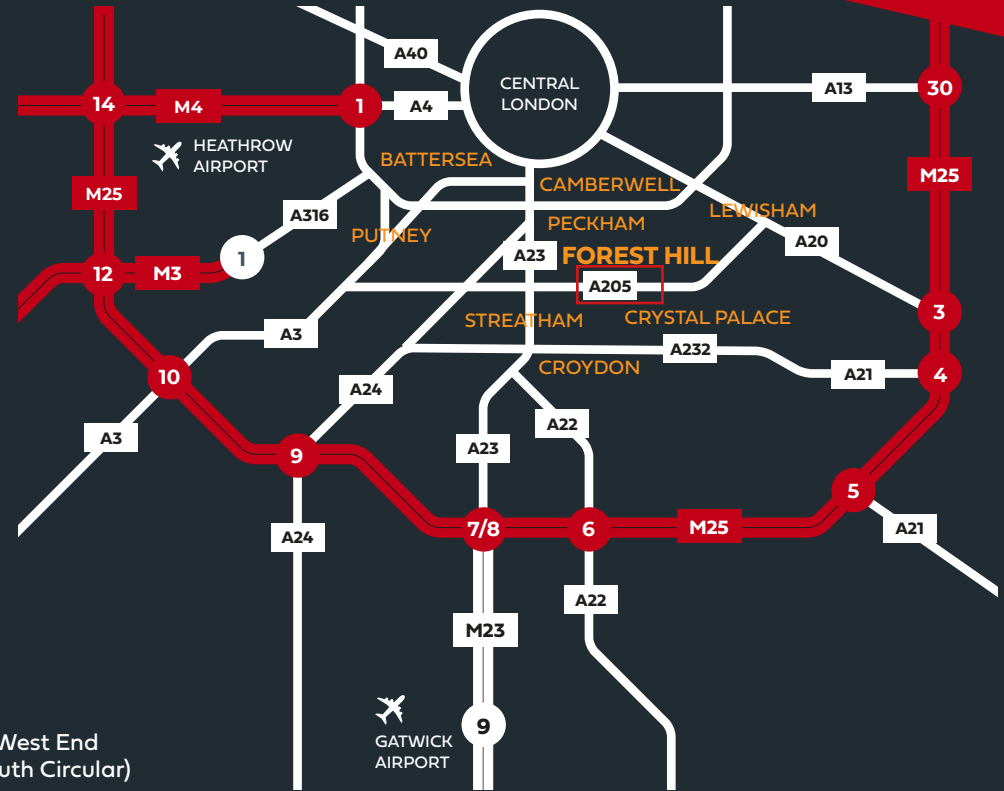 A40
CENTRAL
LONDON
A13
30
14
M4
1
A4
HEATHROW
AIRPORT
BATTERSEA
M25
M25
CAMBERWELL
A316
LEWISHAM
PUTNEY
PECKHAM
A20
1
A23
FOREST HILL
12
M3
A205
3
STREATHAM
CRYSTAL PALACE
A3
A232
CROYDON
10
A24
A21
4
A22
A3
A23
9
5
7/8
6
M25
A21
A24
A22
M23
9
GATWICK
AIRPORT
West End
uth Circular)